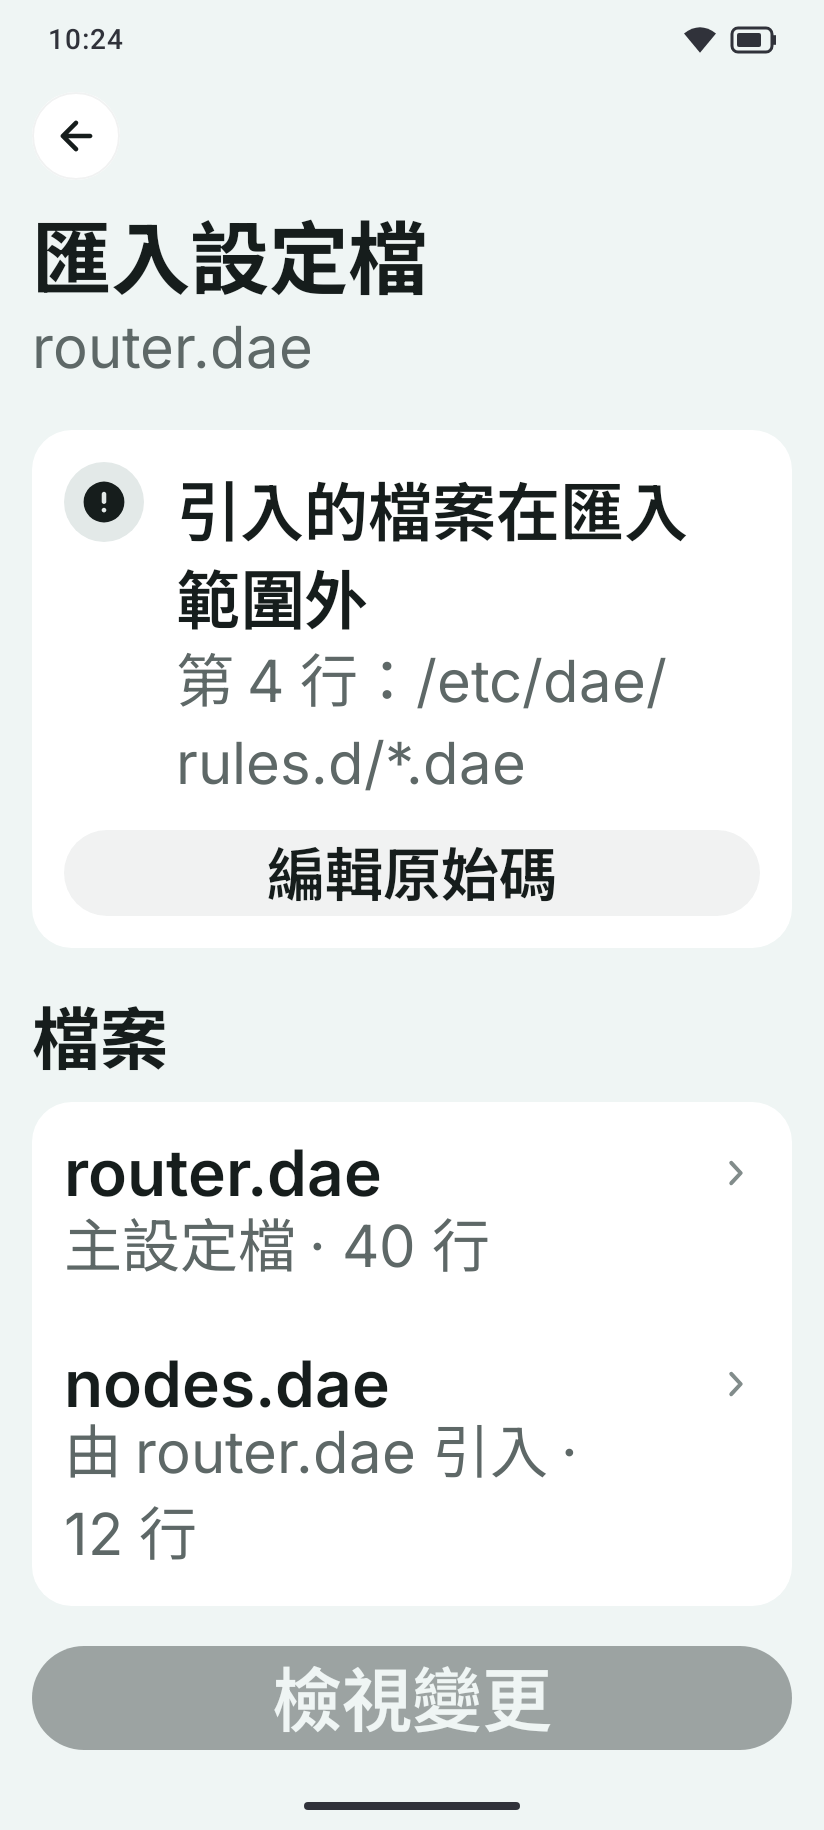 10:24
匯入設定檔
router.dae
引入的檔案在匯入
範圍外
第 4 行：/etc/dae/
rules.d/*.dae
編輯原始碼
檔案
router.dae
主設定檔 · 40 行
nodes.dae
由 router.dae 引入 ·
12 行
檢視變更